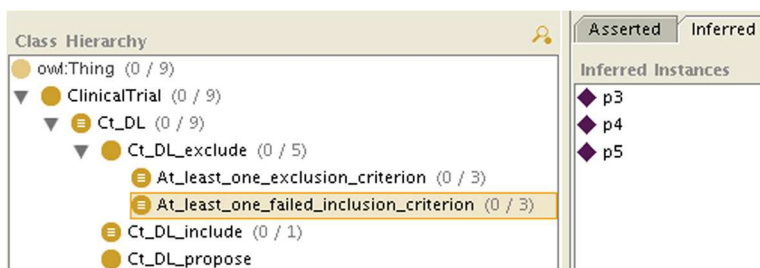 Class Hierarchy
owl:Thing (0 / 9)
ClinicalTrial (0 / 9)
Ct_DL (0 / 9)
Ct_DL_exclude (0 / 5)
At_least_one_exclusion_criterion (0 / 3)
At_least_one_failed_inclusion_criterion (0 / 3)
Ct_DL_include (0 / 1)
Ct_DL_propose
Asserted Inferred
Inferred Instances
p3
p4
p5